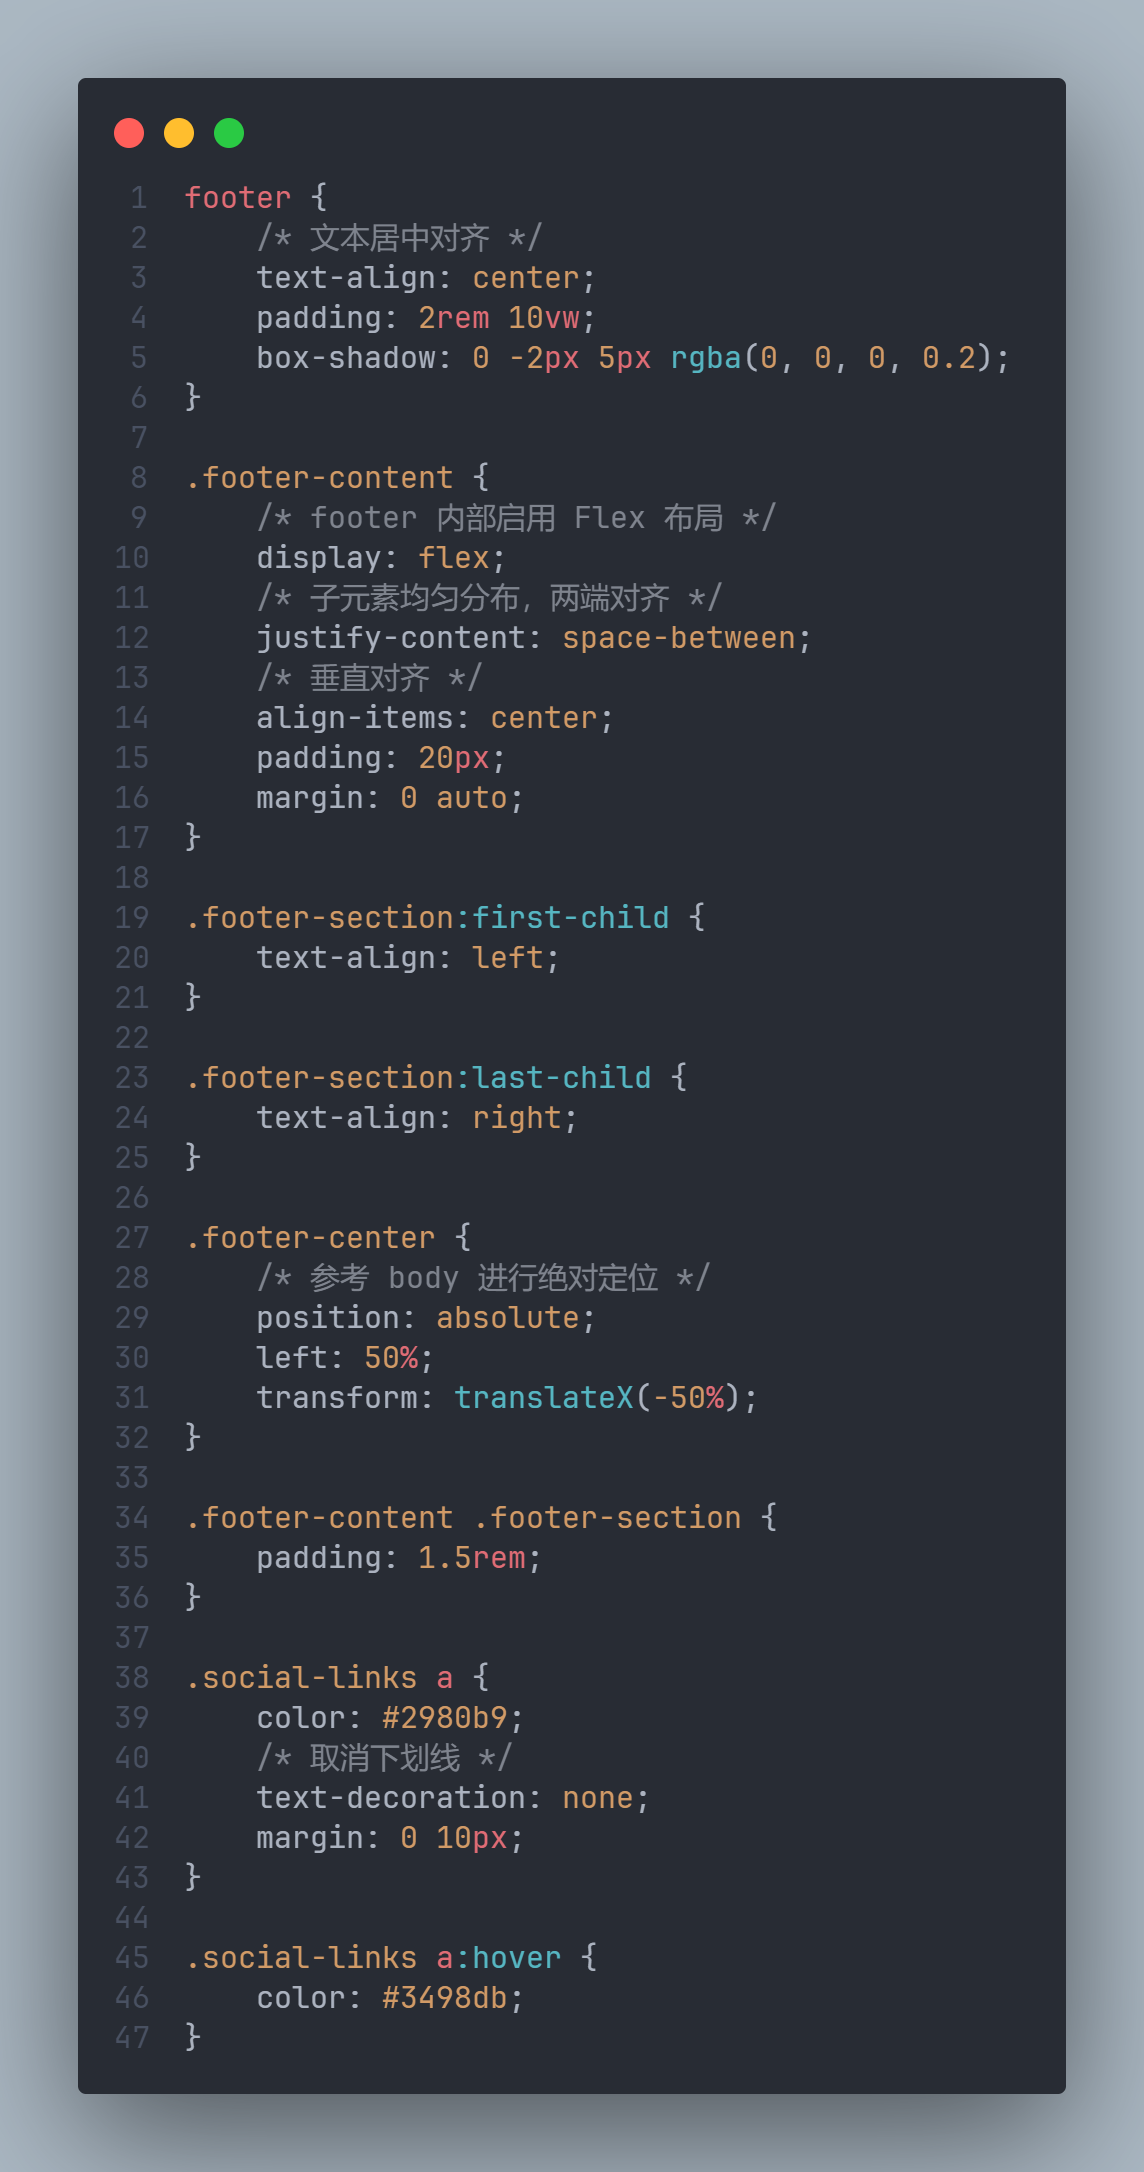 1 footer {
2     /* 文本居中对齐 */
3     text-align: center;
4     padding: 2rem 10vw;
5     box-shadow: 0 -2px 5px rgba(0, 0, 0, 0.2);
6 }
7
8 .footer-content {
9     /* footer 内部启用 Flex 布局 */
10     display: flex;
11     /* 子元素均匀分布，两端对齐 */
12     justify-content: space-between;
13     /* 垂直对齐 */
14     align-items: center;
15     padding: 20px;
16     margin: 0 auto;
17 }
18
19 .footer-section:first-child {
20     text-align: left;
21 }
22
23 .footer-section:last-child {
24     text-align: right;
25 }
26
27 .footer-center {
28     /* 参考 body 进行绝对定位 */
29     position: absolute;
30     left: 50%;
31     transform: translateX(-50%);
32 }
33
34 .footer-content .footer-section {
35     padding: 1.5rem;
36 }
37
38 .social-links a {
39     color: #2980b9;
40     /* 取消下划线 */
41     text-decoration: none;
42     margin: 0 10px;
43 }
44
45 .social-links a:hover {
46     color: #3498db;
47 }